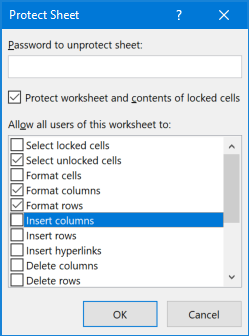 Protect Sheet ? ×
Password to unprotect sheet:
Protect worksheet and contents of locked cells
Allow all users of this worksheet to:
Select locked cells
Select unlocked cells
Format cells
Format columns
Format rows
Insert columns
Insert rows
Insert hyperlinks
Delete columns
Delete rows
OK Cancel